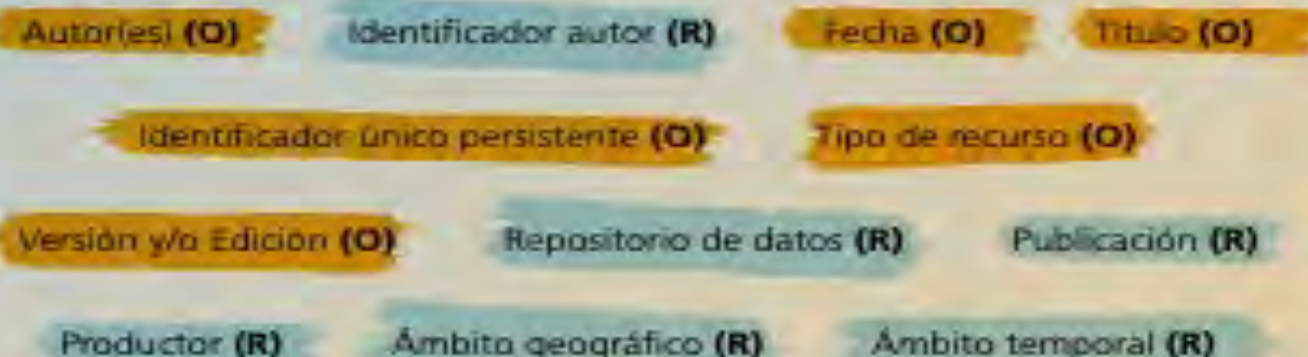 Autor(es) (O) Identificador autor (R) Fecha (O) Título (O)
Identificador único persistente (O) Tipo de recurso (O)
Versión y/o Edición (O) Repositorio de datos (R) Publicación (R)
Productor (R) Ámbito geográfico (R) Ámbito temporal (R)